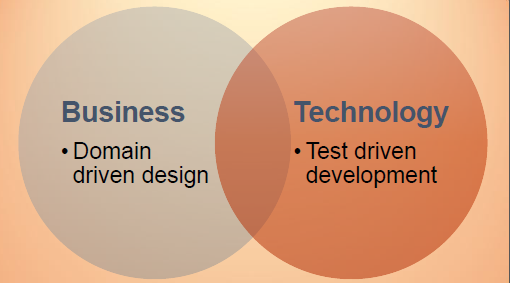 Business
• Domain
driven design
Technology
• Test driven
development